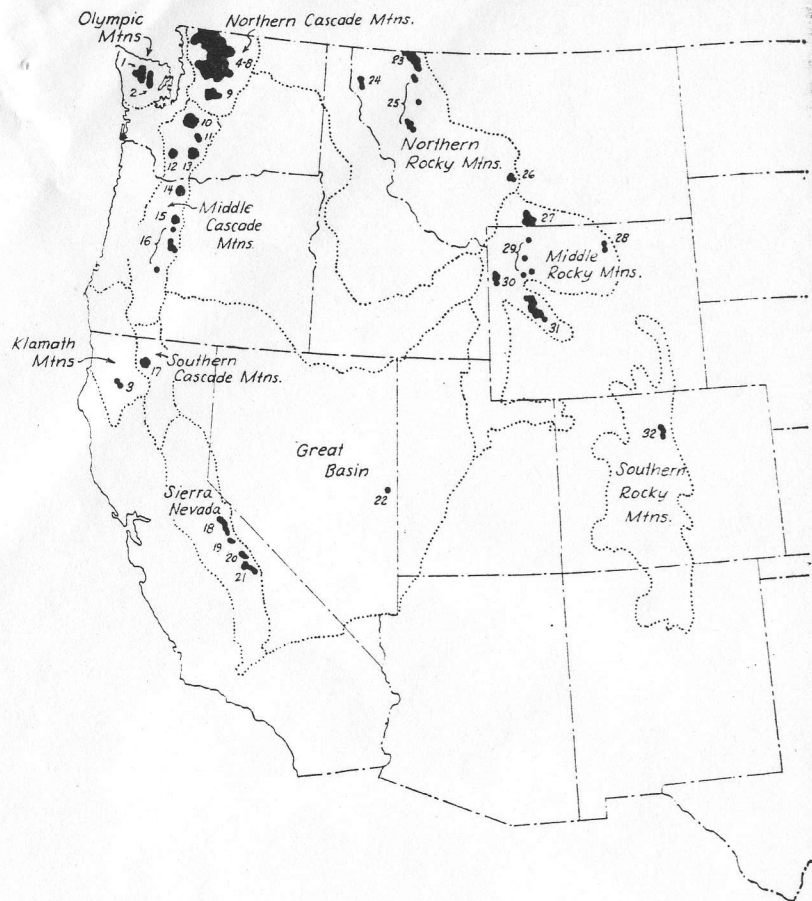 Olympic
Mtns
Northern Cascade Mtns.
1
2
4-8
9
10
11
12
13
14
15
Middle
Cascade
Mtns.
16
23
24
25
Northern
Rocky Mtns.
26
27
28
29
Middle
Rocky Mtns.
30
31
Klamath
Mtns
3
17
Southern
Cascade Mtns.
Great
Basin
22
Sierra
Nevada
18
19
20
21
32
Southern
Rocky
Mtns.